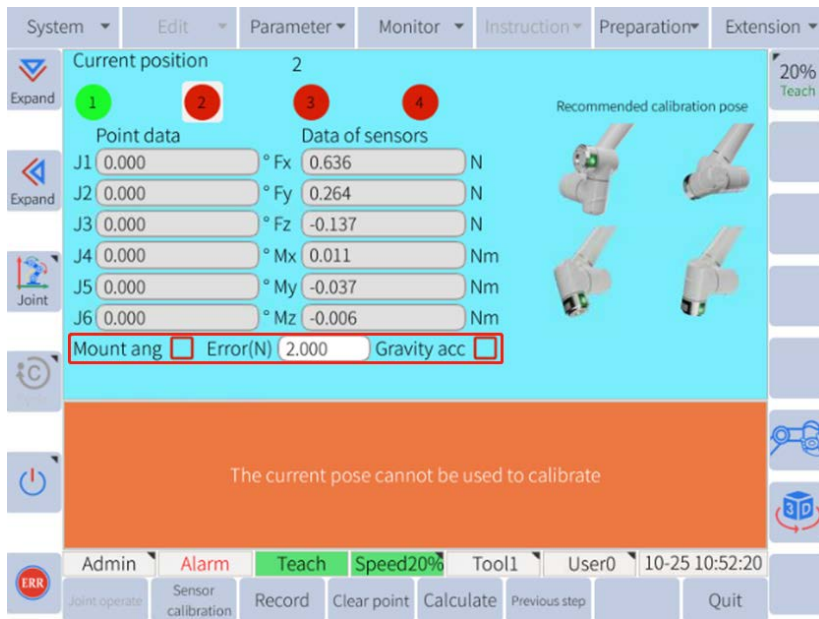 System Edit Parameter Monitor Instruction Preparation Extension
Current position 2
Expand
20%
Teach
1 2 3 4
Recommended calibration pose
Point data Data of sensors
J1 0.000 ° Fx 0.636 N
Expand
J2 0.000 ° Fy 0.264 N
J3 0.000 ° Fz -0.137 N
J4 0.000 ° Mx 0.011 Nm
J5 0.000 ° My -0.037 Nm
Joint
J6 0.000 ° Mz -0.006 Nm
Mount ang Error(N) 2.000 Gravity acc
C
The current pose cannot be used to calibrate
3D
Admin Alarm Teach Speed20% Tool1 User0 10-25 10:52:20
ERR
Joint operate Sensor calibration Record Clear point Calculate Previous step Quit